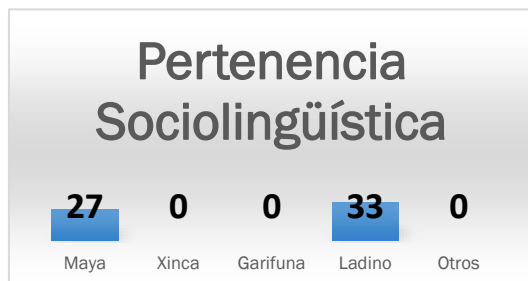 Pertenencia
Sociolingüística
27 0 0 33 0
Maya Xinca Garifuna Ladino Otros